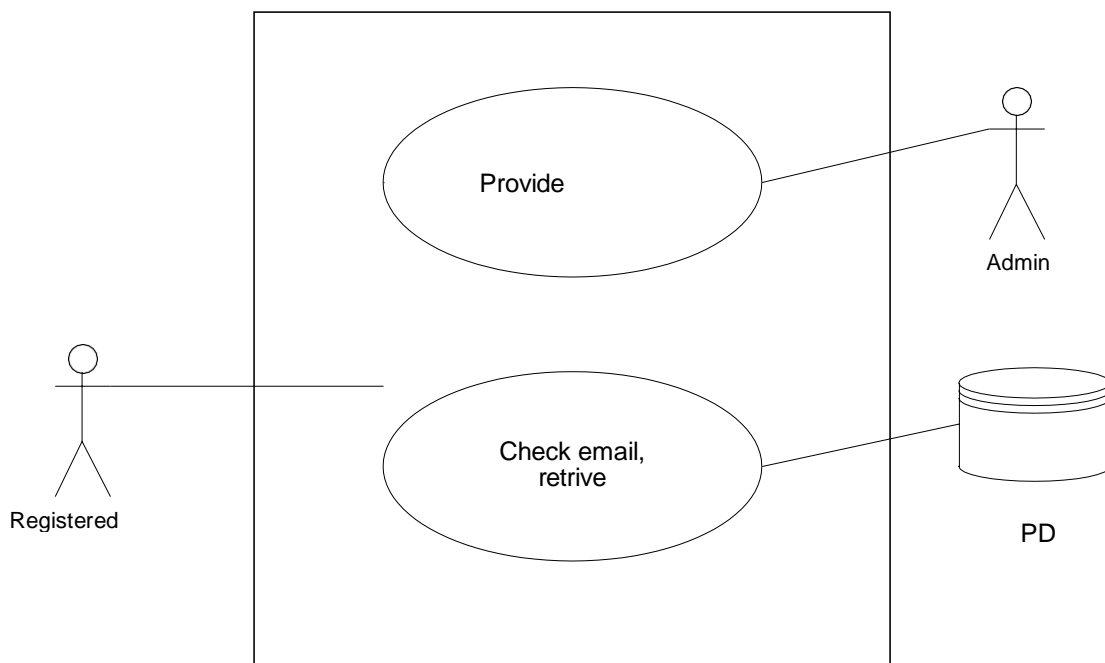 Provide
Admin
Check email,
retrive
Registered
PD